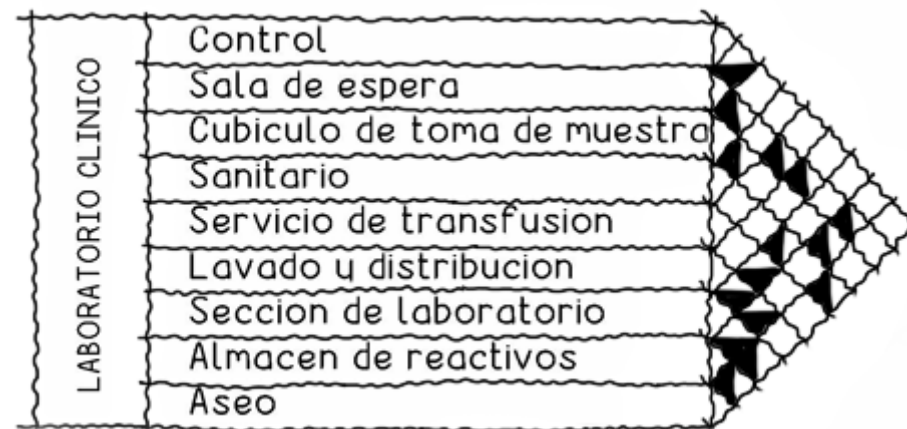 LABORATORIO CLINICO
Control
Sala de espera
Cubiculo de toma de muestra
Sanitario
Servicio de transfusion
Lavado y distribucion
Seccion de laboratorio
Almacen de reactivos
Aseo